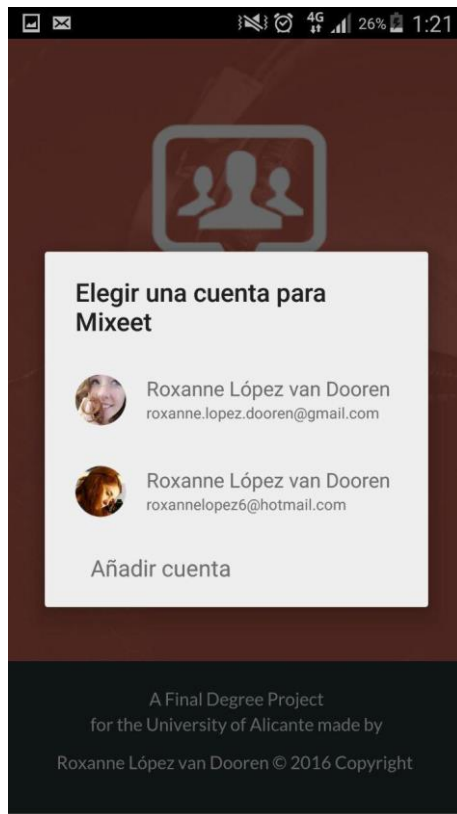 4G 26% 1:21
Elegir una cuenta para
Mixeet
Roxanne López van Dooren
roxanne.lopez.dooren@gmail.com
Roxanne López van Dooren
roxannelopez6@hotmail.com
Añadir cuenta
A Final Degree Project
for the University of Alicante made by
Roxanne López van Dooren © 2016 Copyright